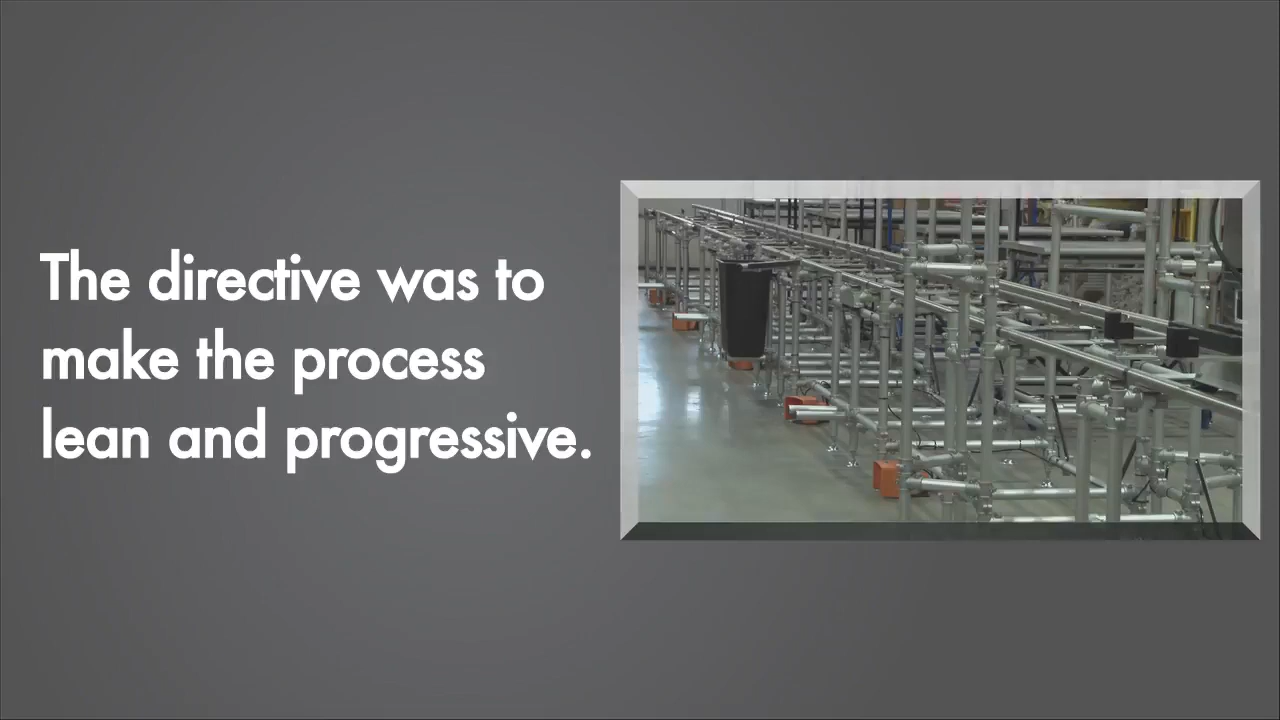 The directive was to
make the process
lean and progressive.